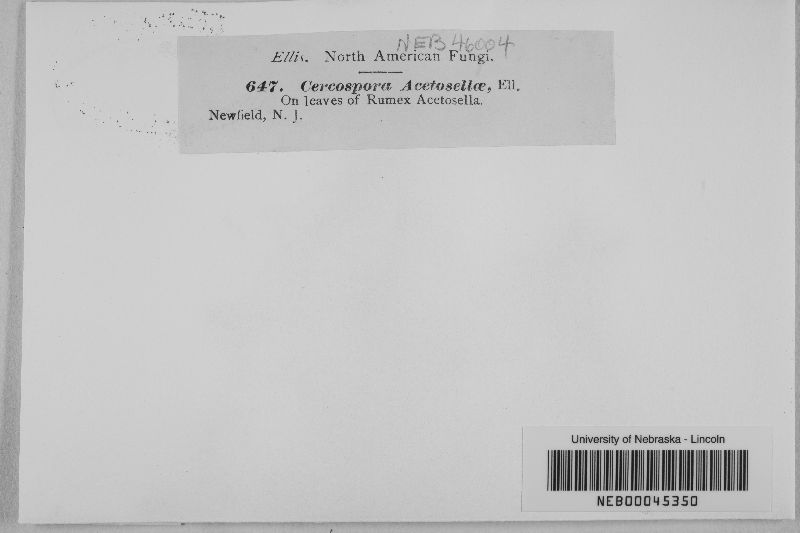 NEB 46004
Ellis. North American Fungi.
647. Cercospora Acetosellæ, Ell.
On leaves of Rumex Acetosella.
Newfield, N. J.
University of Nebraska - Lincoln
NEB00045350